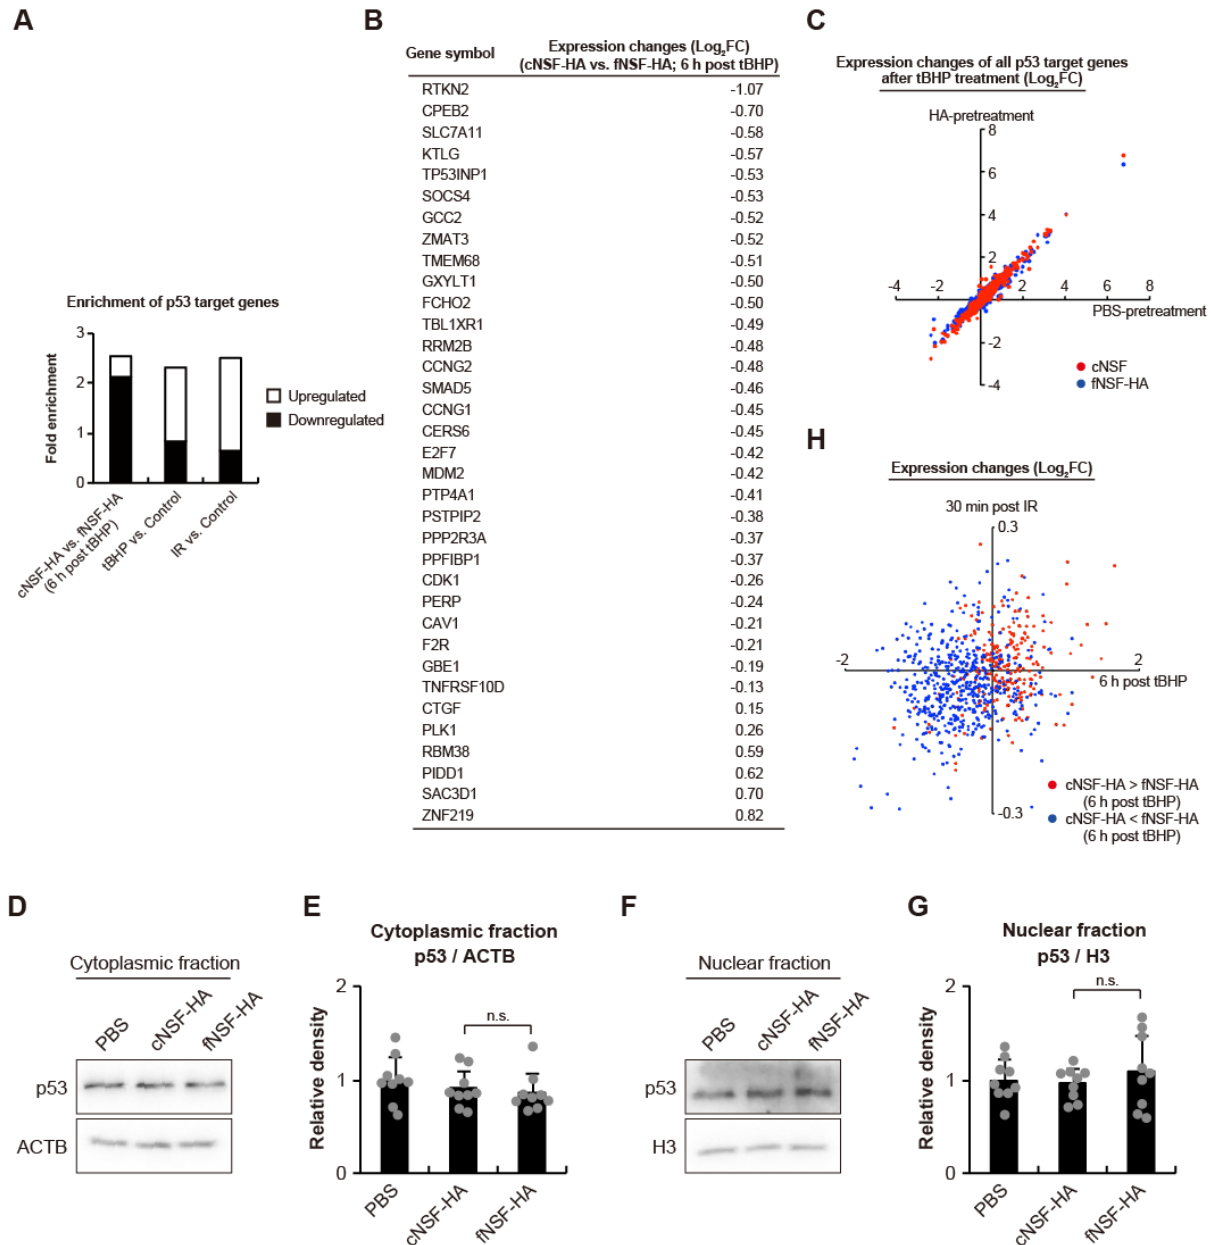 A
Enrichment of p53 target genes
Fold enrichment
3
2
1
0
Upregulated
Downregulated
cNSF-HA vs. fNSF-HA
(6 h post tBHP)
tBHP vs. Control
IR vs. Control
B
Gene symbol Expression changes (Log2FC)
(cNSF-HA vs. fNSF-HA; 6 h post tBHP)
RTKN2 -1.07
CPEB2 -0.70
SLC7A11 -0.58
KTLG -0.57
TP53INP1 -0.53
SOCS4 -0.53
GCC2 -0.52
ZMAT3 -0.52
TMEM68 -0.51
GXYLT1 -0.50
FCHO2 -0.50
TBL1XR1 -0.49
RRM2B -0.48
CCNG2 -0.48
SMAD5 -0.46
CCNG1 -0.45
CERS6 -0.45
E2F7 -0.42
MDM2 -0.42
PTP4A1 -0.41
PSTPIP2 -0.38
PPP2R3A -0.37
PPFIBP1 -0.37
CDK1 -0.26
PERP -0.24
CAV1 -0.21
F2R -0.21
GBE1 -0.19
TNFRSF10D -0.13
CTGF 0.15
PLK1 0.26
RBM38 0.59
PIDD1 0.62
SAC3D1 0.70
ZNF219 0.82
C
Expression changes of all p53 target genes
after tBHP treatment (Log2FC)
HA-pretreatment
8
6
4
2
-4 -2 2 4 6 8
PBS-pretreatment
-2
-4
cNSF
fNSF-HA
H
Expression changes (Log2FC)
30 min post IR
0.3
-2 2
6 h post tBHP
-0.3
cNSF-HA > fNSF-HA
(6 h post tBHP)
cNSF-HA < fNSF-HA
(6 h post tBHP)
D
Cytoplasmic fraction
PBS cNSF-HA fNSF-HA
p53
ACTB
E
Cytoplasmic fraction
p53 / ACTB
Relative density
2
1
0
n.s.
PBS cNSF-HA fNSF-HA
F
Nuclear fraction
PBS cNSF-HA fNSF-HA
p53
H3
G
Nuclear fraction
p53 / H3
Relative density
2
1
0
n.s.
PBS cNSF-HA fNSF-HA